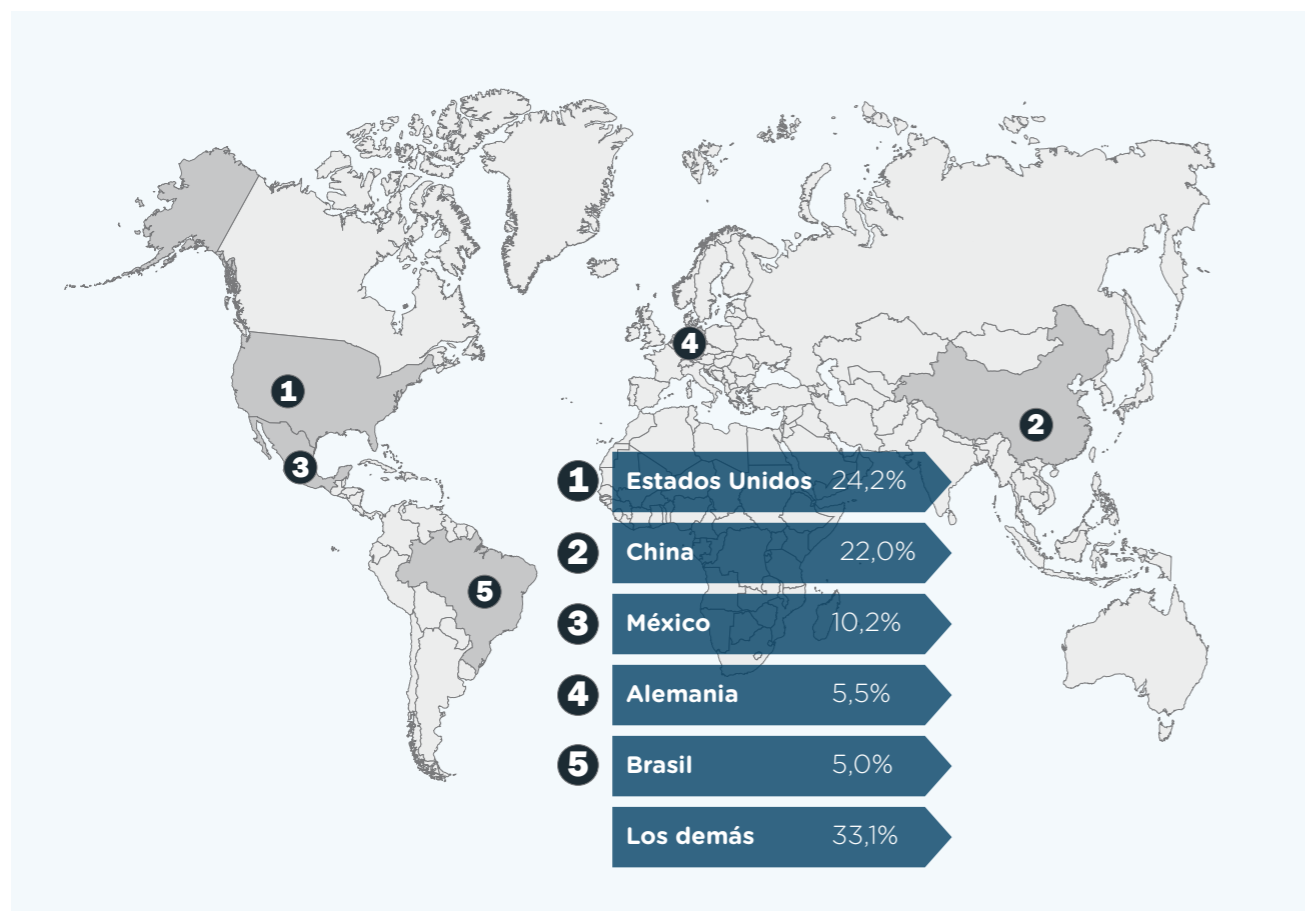 1
2
3
4
5
1 Estados Unidos 24,2%
2 China 22,0%
3 México 10,2%
4 Alemania 5,5%
5 Brasil 5,0%
Los demás 33,1%